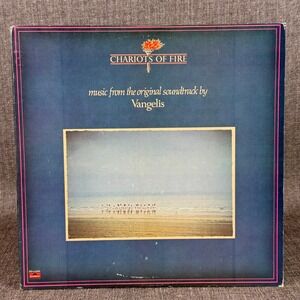 CHARIOTS OF FIRE
music from the original soundtrack by
Vangelis